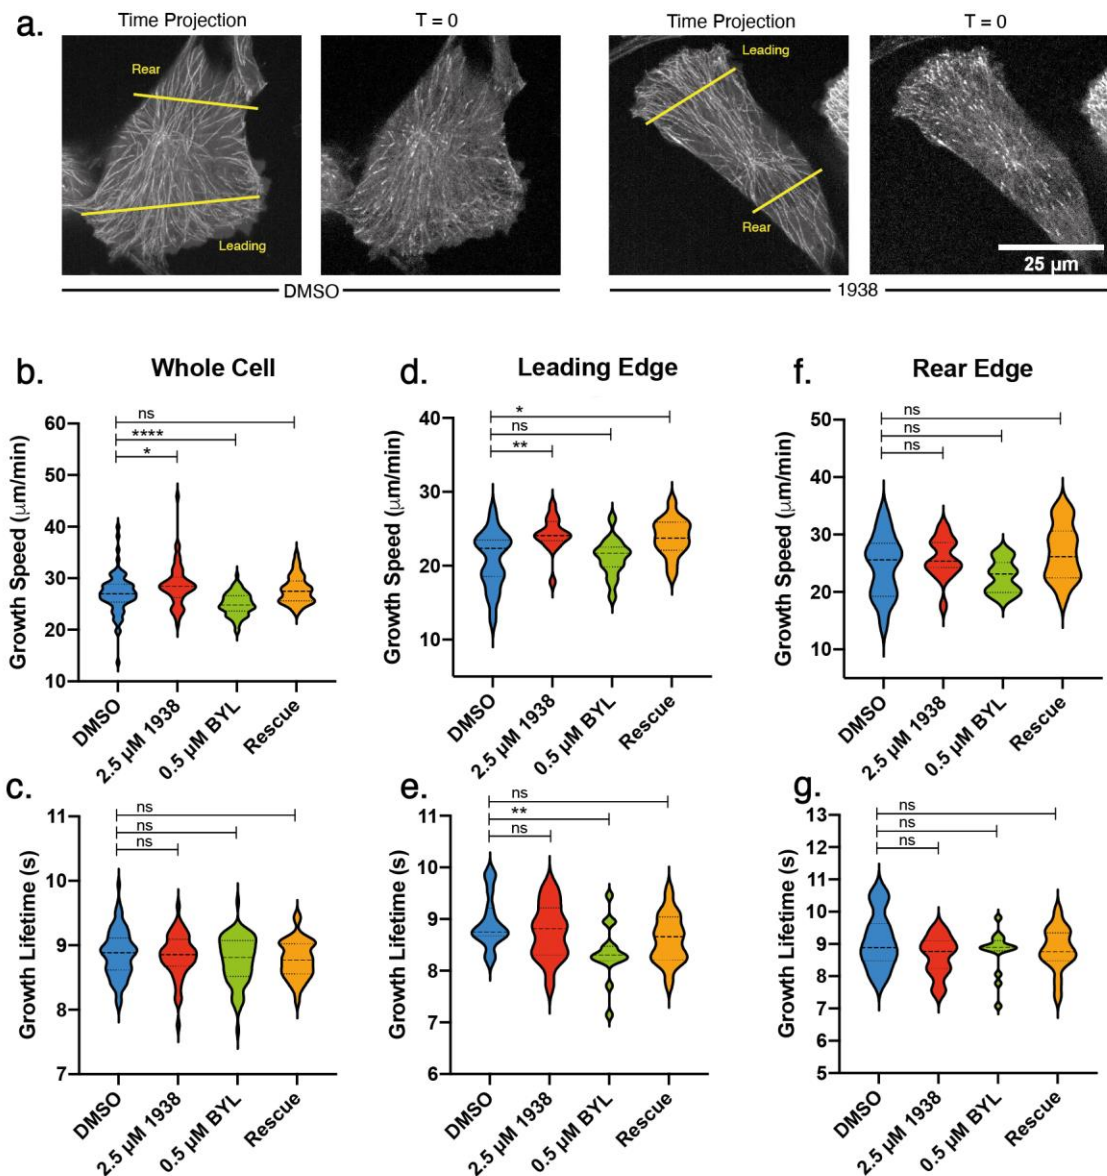 a.
Time Projection
T = 0
Time Projection
T = 0
Rear
Leading
Leading
Rear
25 μm
DMSO
1938
b.
Whole Cell
Growth Speed (μm/min)
60
50
40
30
20
10
ns
****
*
DMSO
2.5 μM 1938
0.5 μM BYL
Rescue
d.
Leading Edge
Growth Speed (μm/min)
40
30
20
10
*
ns
**
DMSO
2.5 μM 1938
0.5 μM BYL
Rescue
f.
Rear Edge
Growth Speed (μm/min)
50
40
30
20
10
0
ns
ns
ns
DMSO
2.5 μM 1938
0.5 μM BYL
Rescue
c.
Growth Lifetime (s)
11
10
9
8
7
ns
ns
ns
DMSO
2.5 μM 1938
0.5 μM BYL
Rescue
e.
Growth Lifetime (s)
11
10
9
8
7
6
ns
**
ns
DMSO
2.5 μM 1938
0.5 μM BYL
Rescue
g.
Growth Lifetime (s)
13
12
11
10
9
8
7
6
5
ns
ns
ns
DMSO
2.5 μM 1938
0.5 μM BYL
Rescue